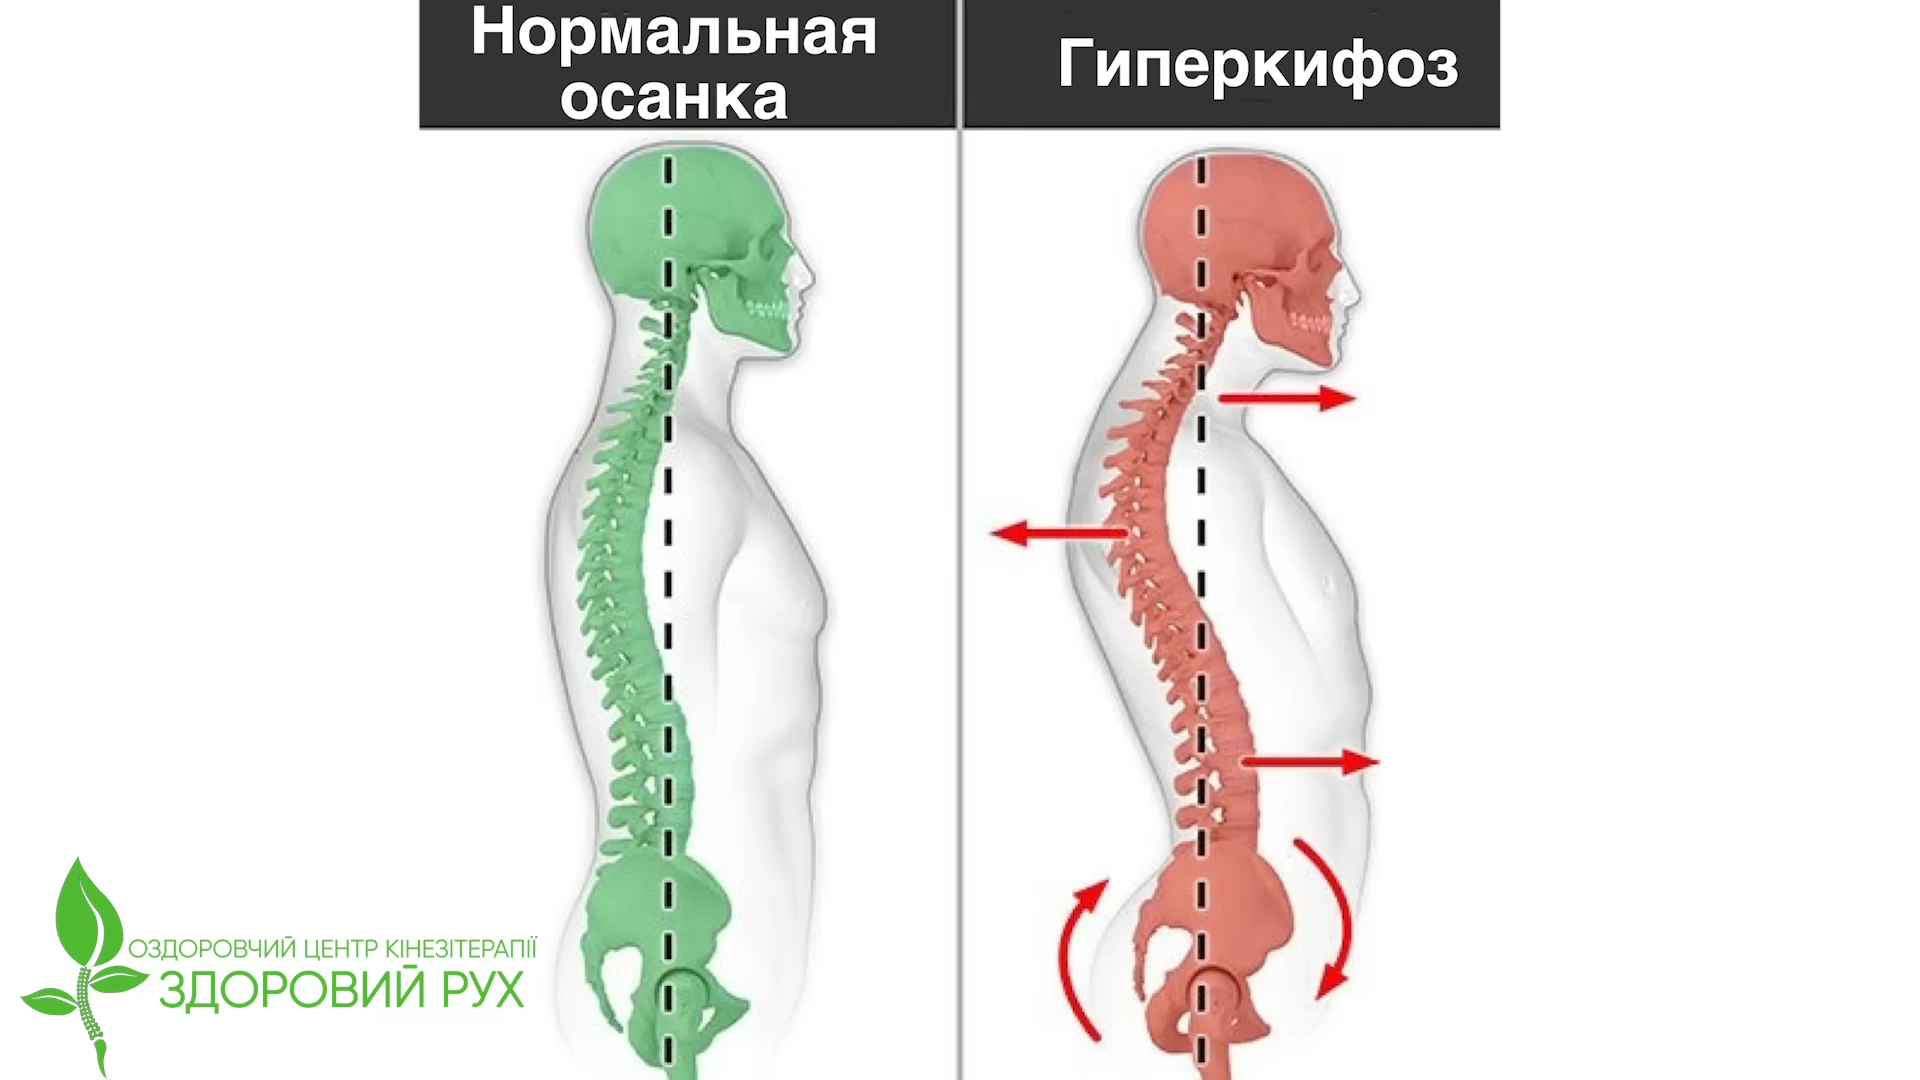 Нормальная
осанка
Гиперкифоз
ОЗДОРОВЧИЙ ЦЕНТР КІНЕЗІТЕРАПІЇ
ЗДОРОВИЙ РУХ